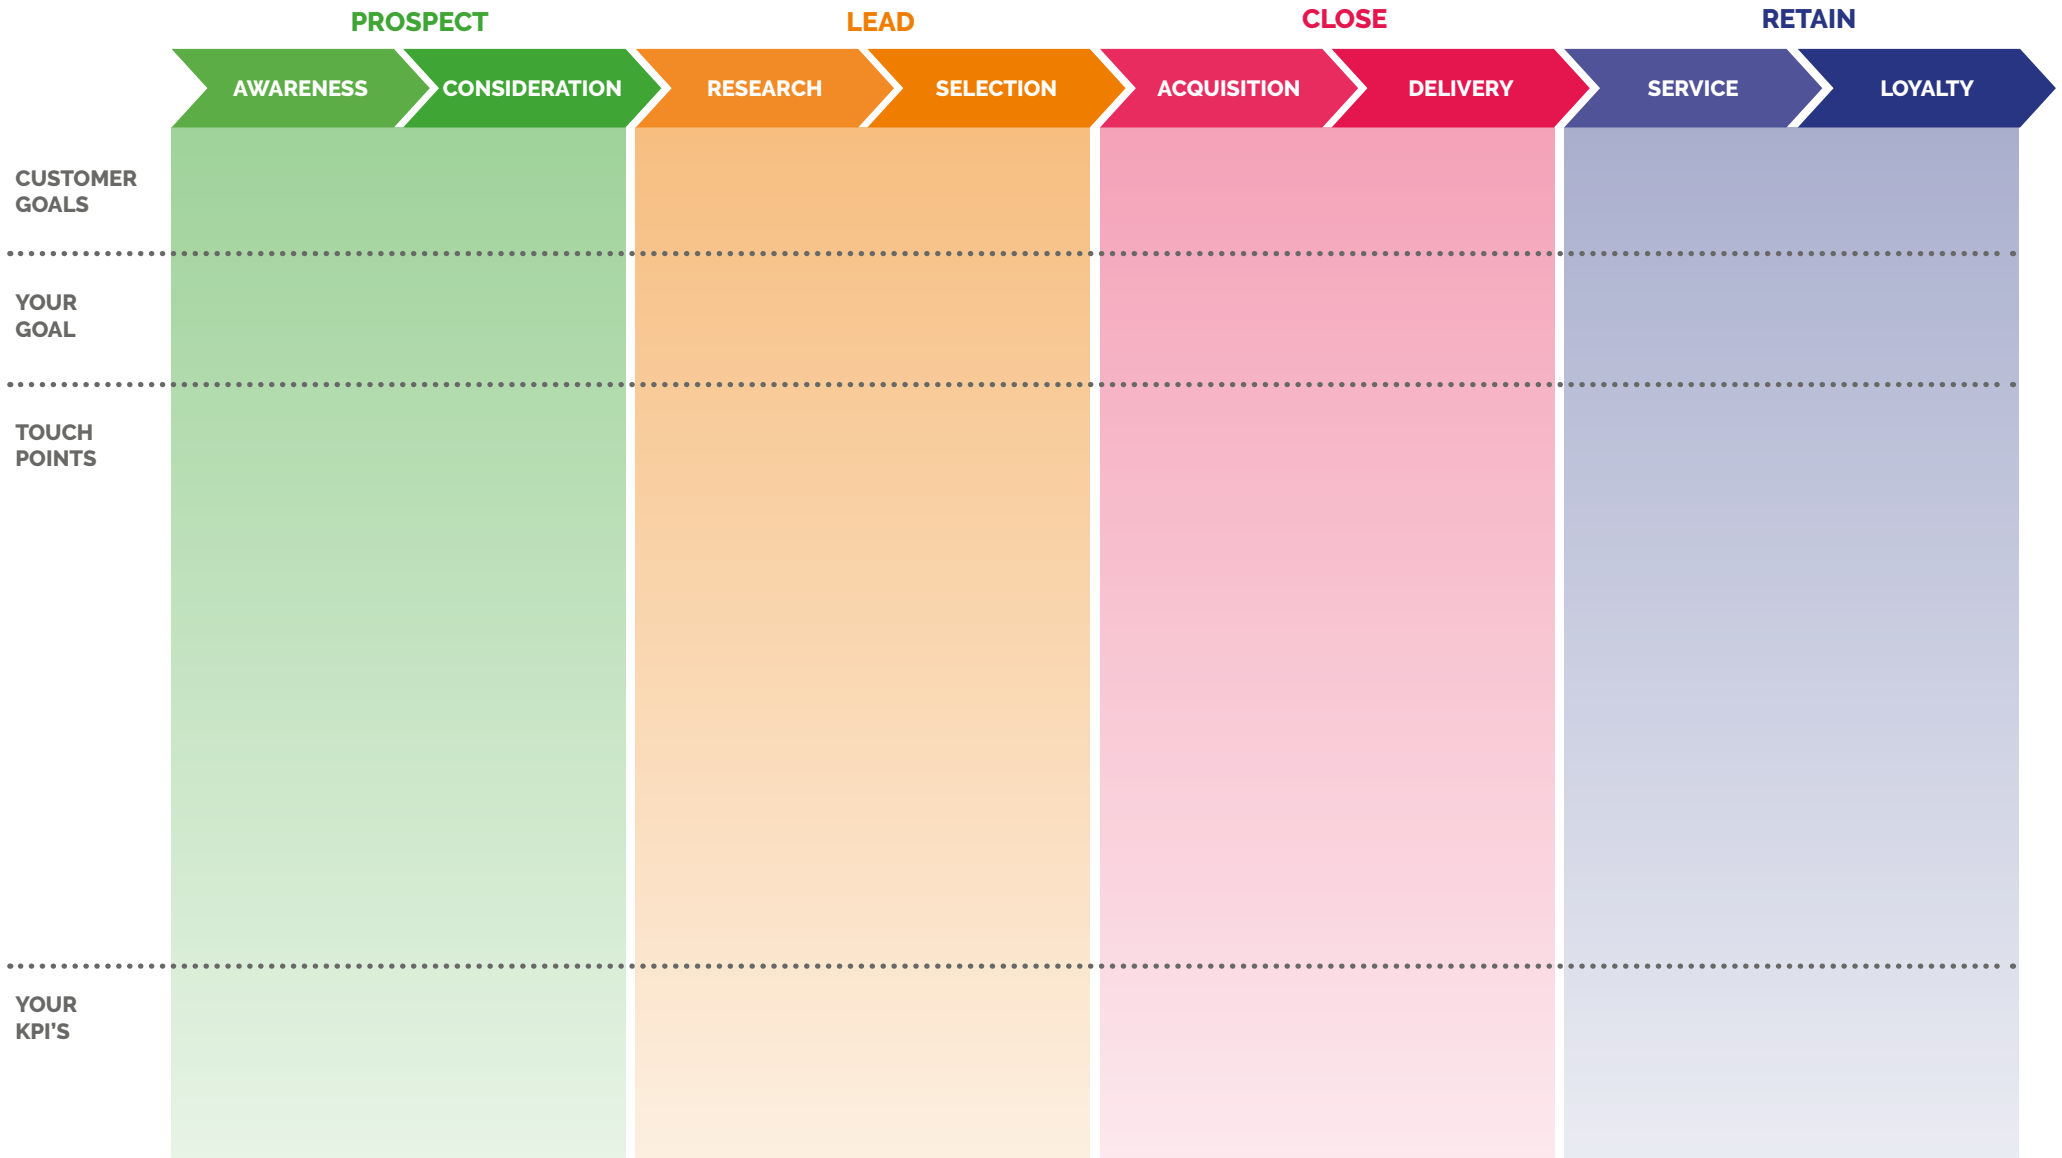 PROSPECT
LEAD
CLOSE
RETAIN
AWARENESS
CONSIDERATION
RESEARCH
SELECTION
ACQUISITION
DELIVERY
SERVICE
LOYALTY
CUSTOMER
GOALS
YOUR
GOAL
TOUCH
POINTS
YOUR
KPI’S